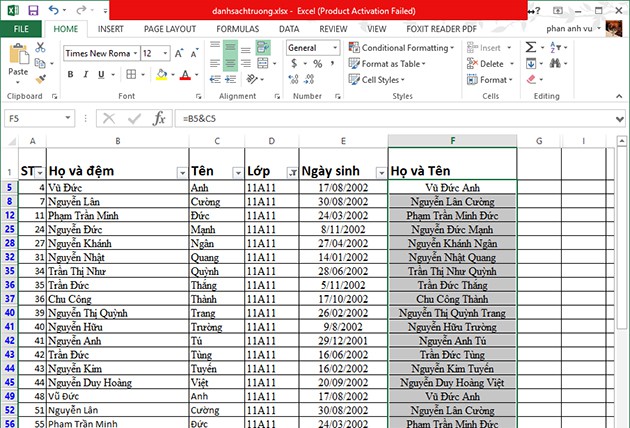 danhsachtruong.xlsx - Excel (Product Activation Failed)
FILE HOME INSERT PAGE LAYOUT FORMULAS DATA REVIEW VIEW FOXIT READER PDF phan anh vu
Times New Roma 12 General Conditional Formatting Insert
Paste B I U $ % , Format as Table Delete
Cell Styles Format
Clipboard Font Alignment Number Styles Cells Editing
F5 fx =B5&C5
A B C D E F G H I
1 ST Họ và đệm Tên Lớp Ngày sinh Họ và Tên
5 4 Vũ Đức Anh 11A11 17/08/2002 Vũ Đức Anh
8 7 Nguyễn Lân Cường 11A11 30/08/2002 Nguyễn Lân Cường
12 11 Phạm Trần Minh Đức 11A11 24/03/2002 Phạm Trần Minh Đức
25 24 Nguyễn Đức Mạnh 11A11 8/11/2002 Nguyễn Đức Mạnh
28 27 Nguyễn Khánh Ngân 11A11 27/04/2002 Nguyễn Khánh Ngân
32 31 Nguyễn Nhật Quang 11A11 14/01/2002 Nguyễn Nhật Quang
35 34 Trần Thị Như Quỳnh 11A11 28/06/2002 Trần Thị Như Quỳnh
36 35 Trần Đức Thắng 11A11 5/11/2002 Trần Đức Thắng
37 36 Chu Công Thành 11A11 17/10/2002 Chu Công Thành
40 39 Nguyễn Thị Quỳnh Trang 11A11 26/02/2002 Nguyễn Thị Quỳnh Trang
41 40 Nguyễn Hữu Trường 11A11 9/8/2002 Nguyễn Hữu Trường
42 41 Nguyễn Anh Tú 11A11 29/12/2001 Nguyễn Anh Tú
43 42 Trần Đức Tùng 11A11 16/06/2002 Trần Đức Tùng
44 43 Nguyễn Kim Tuyến 11A11 16/02/2002 Nguyễn Kim Tuyến
45 44 Nguyễn Duy Hoàng Việt 11A11 20/09/2002 Nguyễn Duy Hoàng Việt
49 48 Vũ Đức Anh 11A11 17/08/2002 Vũ Đức Anh
52 51 Nguyễn Lân Cường 11A11 30/08/2002 Nguyễn Lân Cường
56 55 Phạm Trần Minh Đức 11A11 24/03/2002 Phạm Trần Minh Đức